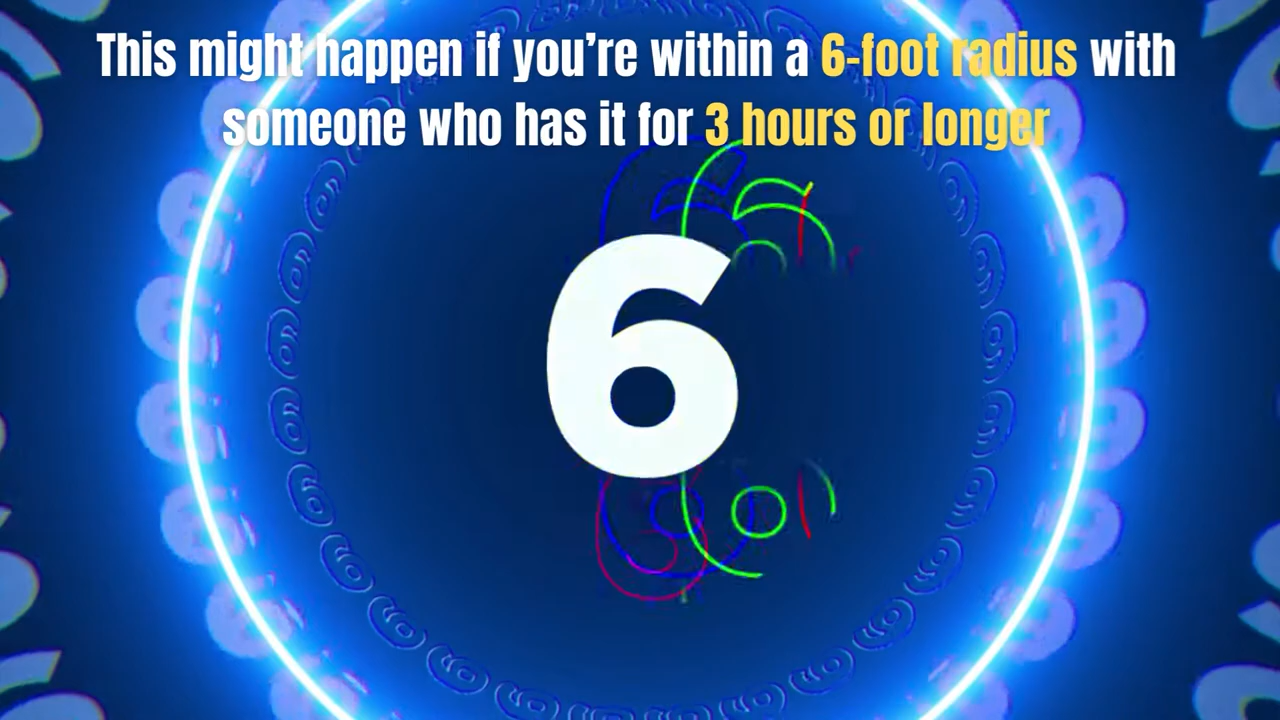 This might happen if you’re within a 6-foot radius with
someone who has it for 3 hours or longer
6